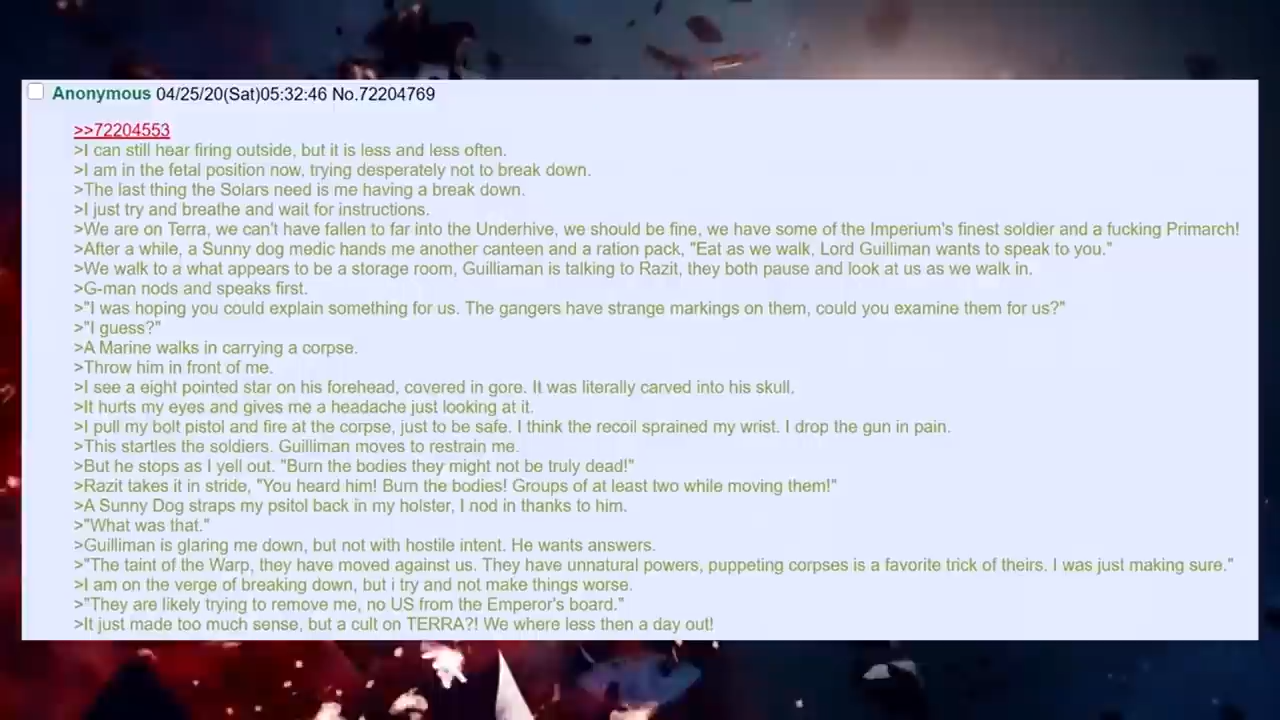 Anonymous 04/25/20(Sat)05:32:46 No.72204769
>>72204553
>I can still hear firing outside, but it is less and less often.
>I am in the fetal position now, trying desperately not to break down.
>The last thing the Solars need is me having a break down.
>I just try and breathe and wait for instructions.
>We are on Terra, we can't have fallen to far into the Underhive, we should be fine, we have some of the Imperium's finest soldier and a fucking Primarch!
>After a while, a Sunny dog medic hands me another canteen and a ration pack, "Eat as we walk, Lord Guilliman wants to speak to you."
>We walk to a what appears to be a storage room, Guilliaman is talking to Razit, they both pause and look at us as we walk in.
>G-man nods and speaks first.
>"I was hoping you could explain something for us. The gangers have strange markings on them, could you examine them for us?"
>"I guess?"
>A Marine walks in carrying a corpse.
>Throw him in front of me.
>I see a eight pointed star on his forehead, covered in gore. It was literally carved into his skull.
>It hurts my eyes and gives me a headache just looking at it.
>I pull my bolt pistol and fire at the corpse, just to be safe. I think the recoil sprained my wrist. I drop the gun in pain.
>This startles the soldiers. Guilliman moves to restrain me.
>But he stops as I yell out. "Burn the bodies they might not be truly dead!"
>Razit takes it in stride, "You heard him! Burn the bodies! Groups of at least two while moving them!"
>A Sunny Dog straps my psitol back in my holster, I nod in thanks to him.
>"What was that."
>Guilliman is glaring me down, but not with hostile intent. He wants answers.
>"The taint of the Warp, they have moved against us. They have unnatural powers, puppeting corpses is a favorite trick of theirs. I was just making sure."
>I am on the verge of breaking down, but i try and not make things worse.
>"They are likely trying to remove me, no US from the Emperor's board."
>It just made too much sense, but a cult on TERRA?! We where less then a day out!